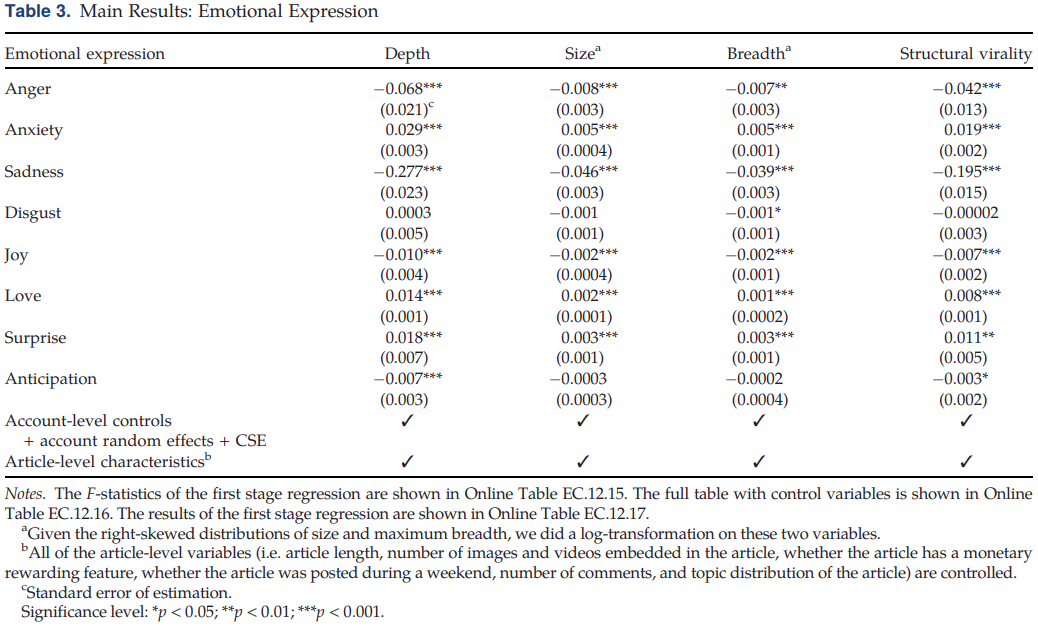 Table 3. Main Results: Emotional Expression
Emotional expression Depth Sizeᵃ Breadthᵃ Structural virality
Anger −0.068*** −0.008*** −0.007** −0.042***
(0.021)ᶜ (0.003) (0.003) (0.013)
Anxiety 0.029*** 0.005*** 0.005*** 0.019***
(0.003) (0.0004) (0.001) (0.002)
Sadness −0.277*** −0.046*** −0.039*** −0.195***
(0.023) (0.003) (0.003) (0.015)
Disgust 0.0003 −0.001 −0.001* −0.00002
(0.005) (0.001) (0.001) (0.003)
Joy −0.010*** −0.002*** −0.002*** −0.007***
(0.004) (0.0004) (0.001) (0.002)
Love 0.014*** 0.002*** 0.001*** 0.008***
(0.001) (0.0001) (0.0002) (0.001)
Surprise 0.018*** 0.003*** 0.003*** 0.011**
(0.007) (0.001) (0.001) (0.005)
Anticipation −0.007*** −0.0003 −0.0002 −0.003*
(0.003) (0.0003) (0.0004) (0.002)
Account-level controls ✓ ✓ ✓ ✓
+ account random effects + CSE
Article-level characteristicsᵇ ✓ ✓ ✓ ✓
Notes. The F-statistics of the first stage regression are shown in Online Table EC.12.15. The full table with control variables is shown in Online
Table EC.12.16. The results of the first stage regression are shown in Online Table EC.12.17.
ᵃGiven the right-skewed distributions of size and maximum breadth, we did a log-transformation on these two variables.
ᵇAll of the article-level variables (i.e. article length, number of images and videos embedded in the article, whether the article has a monetary
rewarding feature, whether the article was posted during a weekend, number of comments, and topic distribution of the article) are controlled.
ᶜStandard error of estimation.
Significance level: *p < 0.05; **p < 0.01; ***p < 0.001.